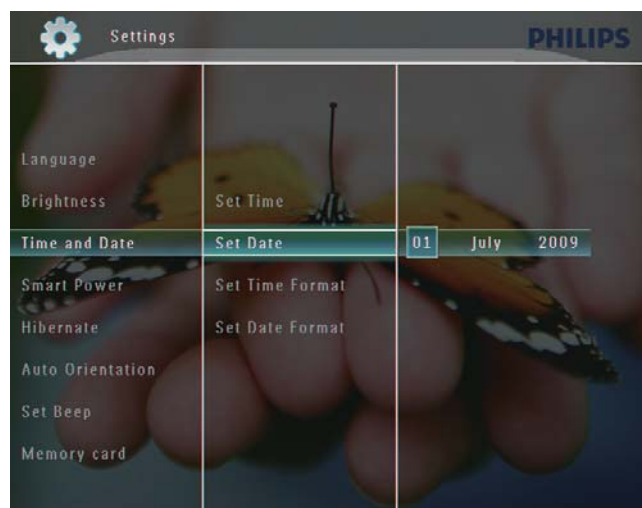 Settings
PHILIPS
Language
Brightness
Time and Date
Smart Power
Hibernate
Auto Orientation
Set Beep
Memory card
Set Time
Set Date
Set Time Format
Set Date Format
01 July 2009